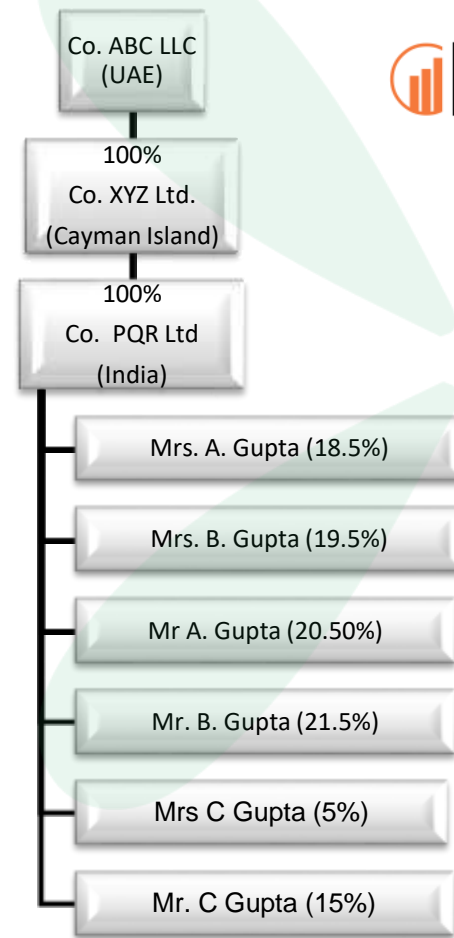 Co. ABC LLC
(UAE)
100%
Co. XYZ Ltd.
(Cayman Island)
100%
Co. PQR Ltd
(India)
Mrs. A. Gupta (18.5%)
Mrs. B. Gupta (19.5%)
Mr A. Gupta (20.50%)
Mr. B. Gupta (21.5%)
Mrs C Gupta (5%)
Mr. C Gupta (15%)